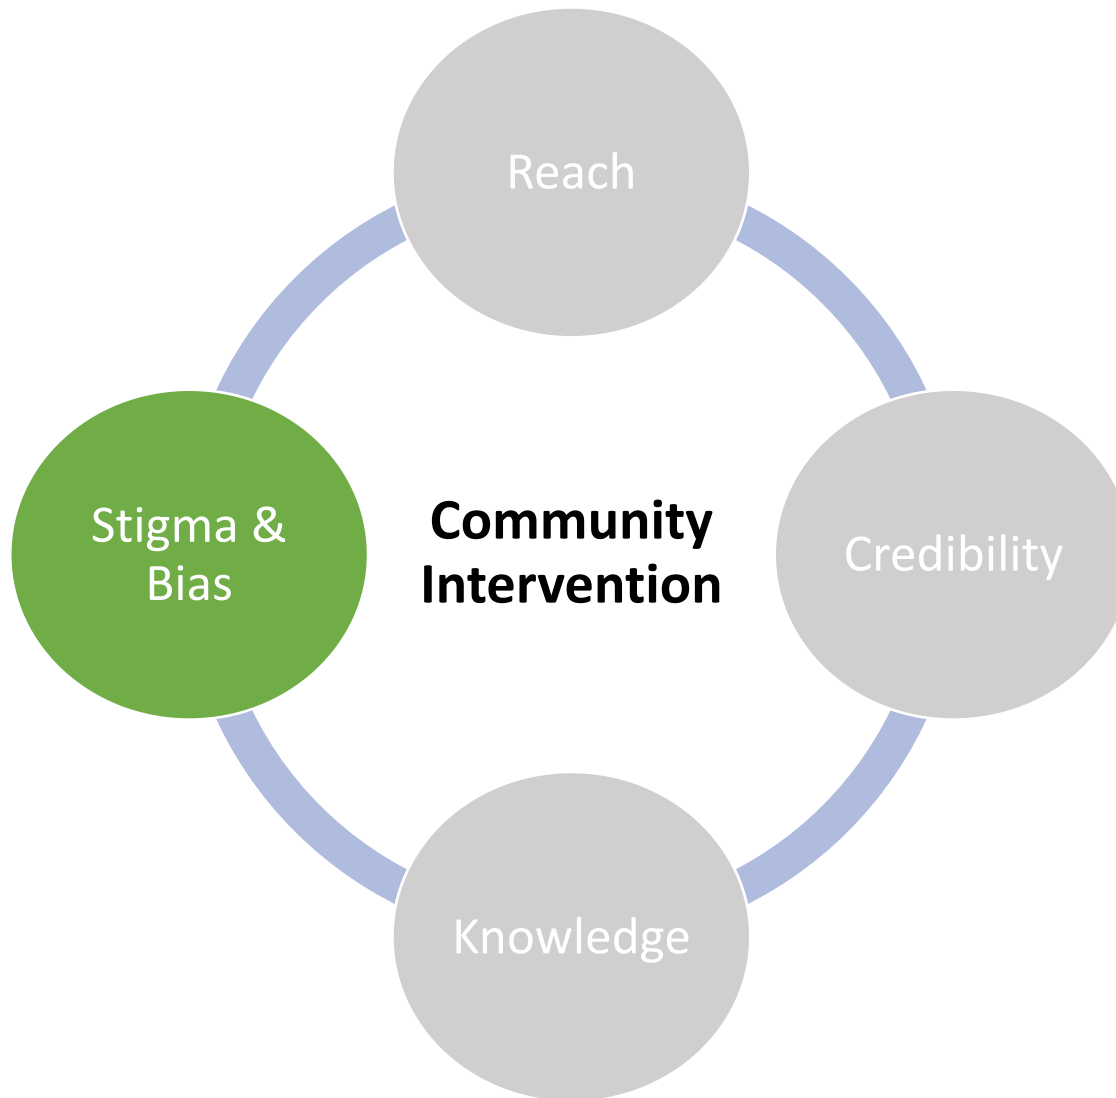 Reach
Stigma &
Bias
Community
Intervention
Credibility
Knowledge